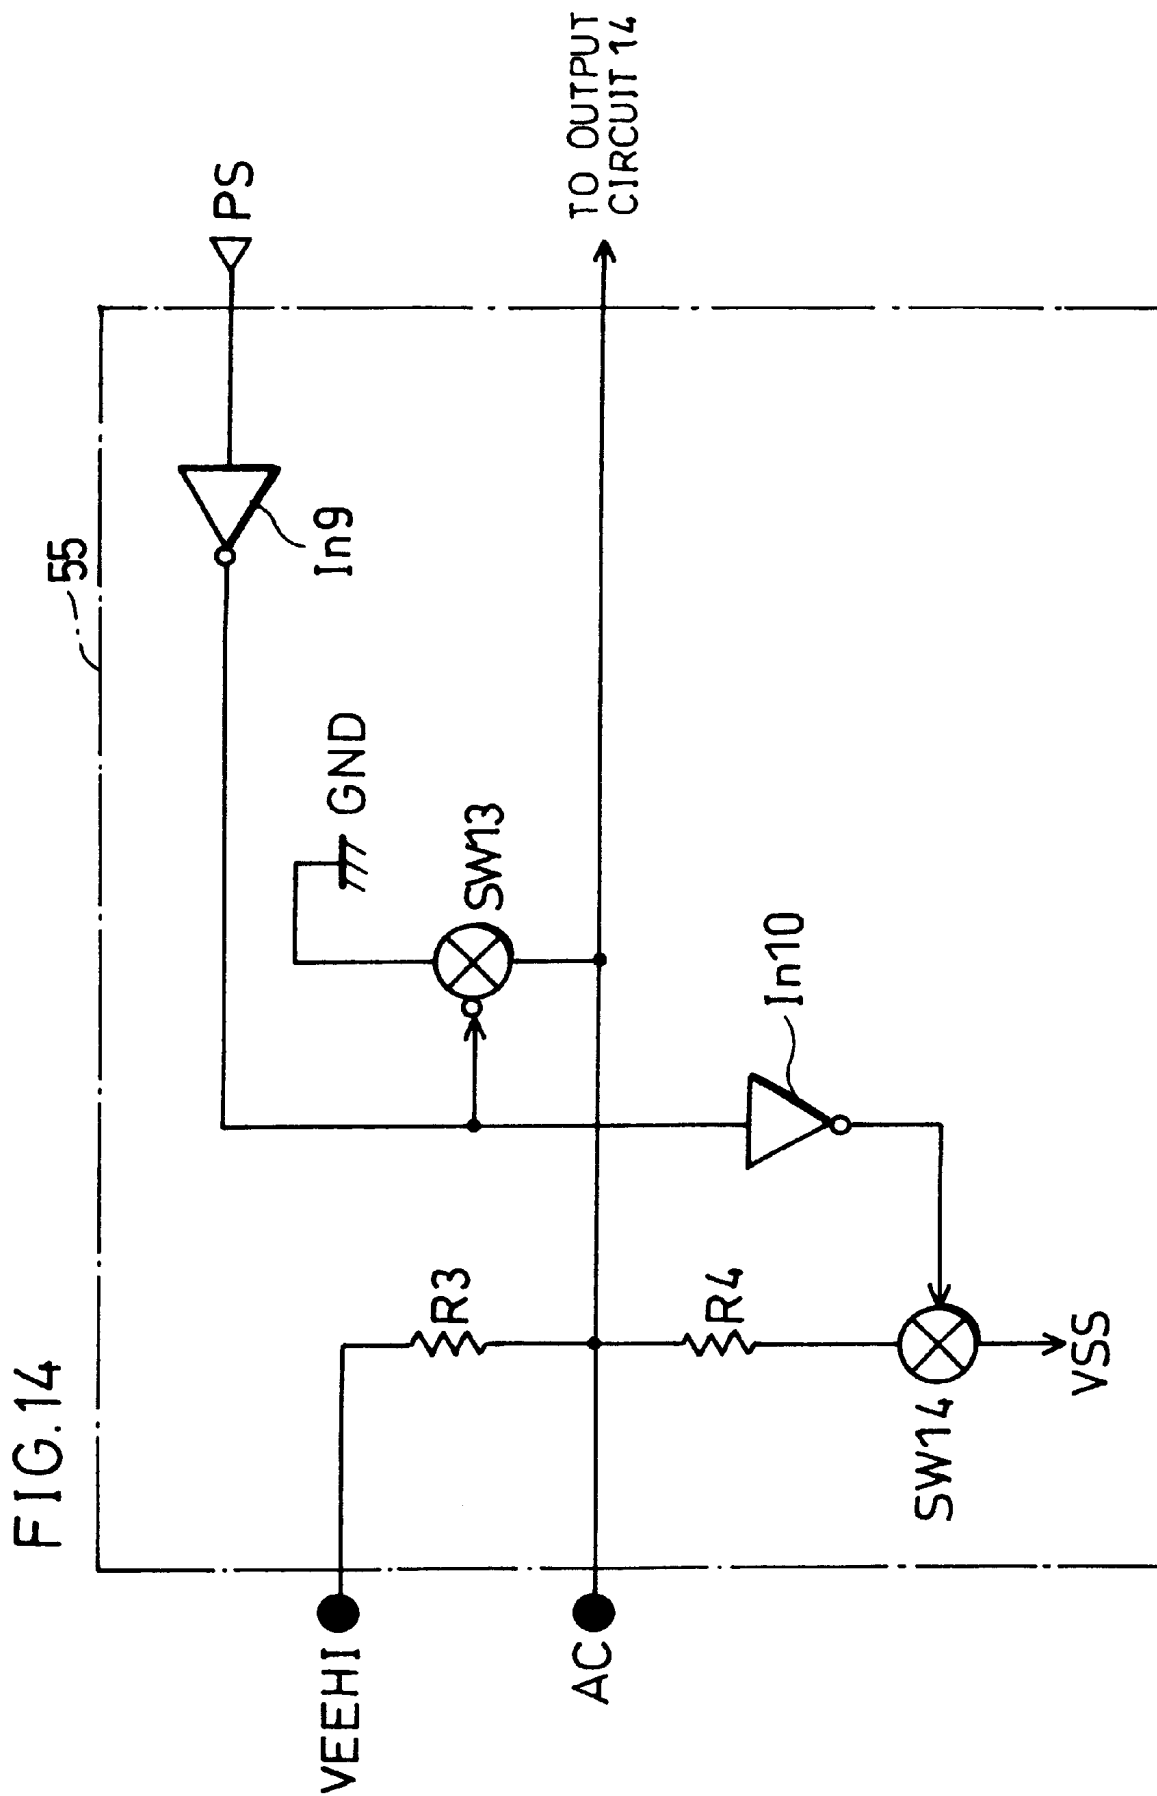 FIG.14
55
PS
In9
GND
SW13
TO OUTPUT
CIRCUIT 14
In10
VEEHI
R3
AC
R4
SW14
VSS